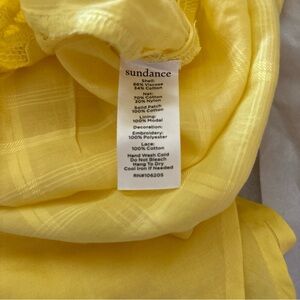 sundance
Shell:
66% Viscose
34% Cotton
Net:
70% Cotton
30% Nylon
Solid Patch
100% Cotton
Lining:
100% Modal
Decoration:
Embroidery:
100% Polyester
Lace:
100% Cotton
Hand Wash Cold
Do Not Bleach
Hang To Dry
Cool Iron If Needed
RN#106205